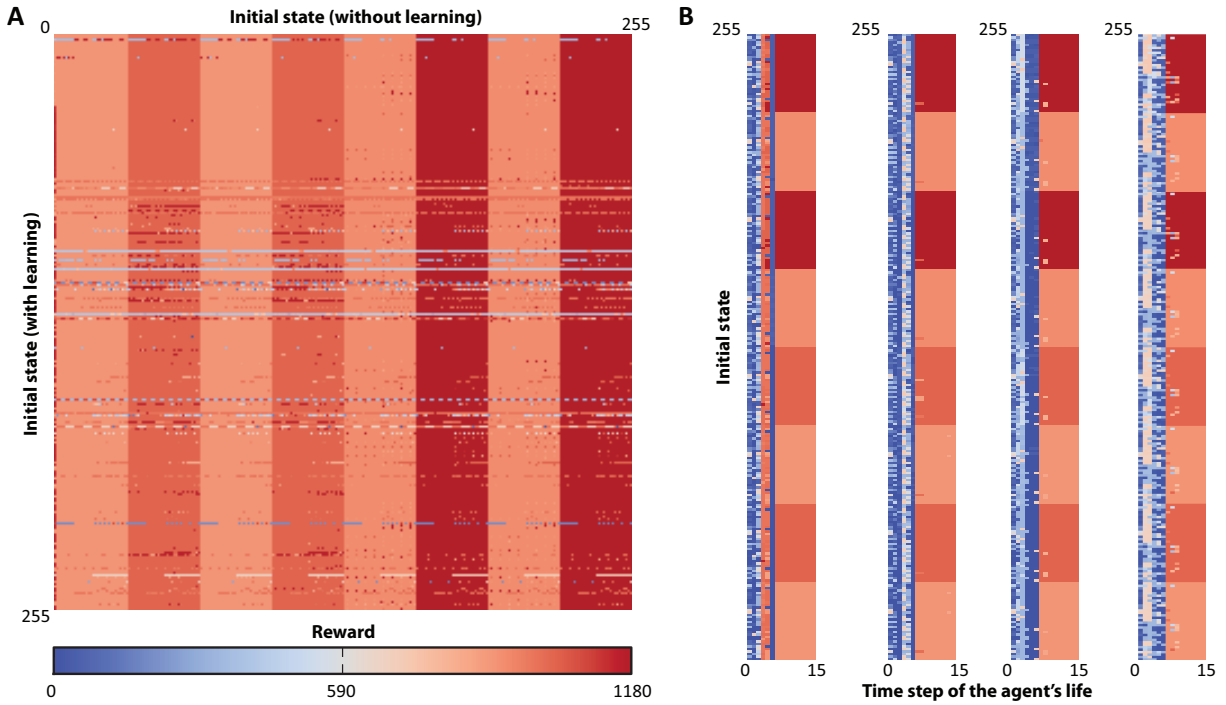 A
Initial state (without learning)
0
255
Initial state (with learning)
255
Reward
0
590
1180
B
255
255
255
255
Initial state
0
15
0
15
0
15
0
15
Time step of the agent's life